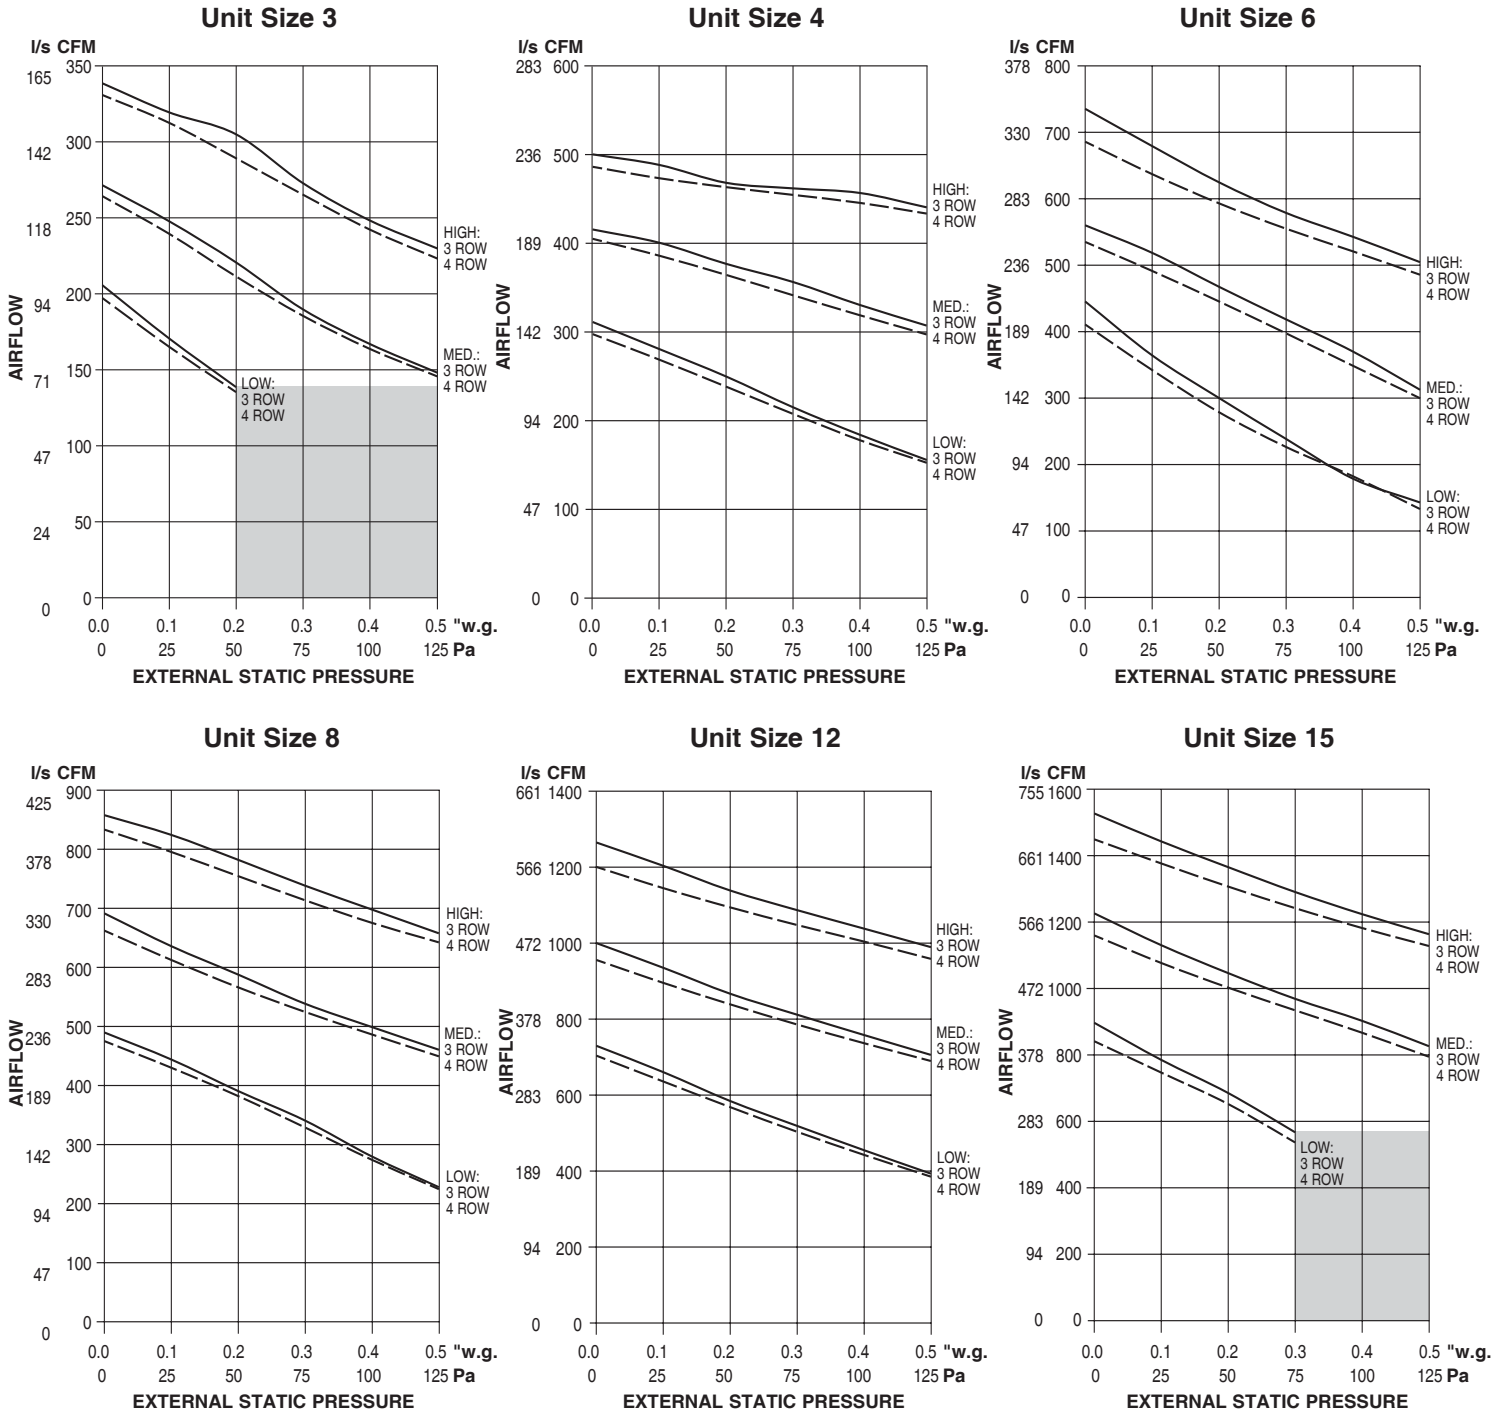 Unit Size 3
l/s CFM
165 350
142 300
118 250
94 200
71 150
47 100
24 50
0 0
AIRFLOW
HIGH:
3 ROW
4 ROW
MED.:
3 ROW
4 ROW
LOW:
3 ROW
4 ROW
0.0 0.1 0.2 0.3 0.4 0.5 "w.g.
0 25 50 75 100 125 Pa
EXTERNAL STATIC PRESSURE
Unit Size 4
l/s CFM
283 600
236 500
189 400
142 300
94 200
47 100
0 0
AIRFLOW
HIGH:
3 ROW
4 ROW
MED.:
3 ROW
4 ROW
LOW:
3 ROW
4 ROW
0.0 0.1 0.2 0.3 0.4 0.5 "w.g.
0 25 50 75 100 125 Pa
EXTERNAL STATIC PRESSURE
Unit Size 6
l/s CFM
378 800
330 700
283 600
236 500
189 400
142 300
94 200
47 100
0 0
AIRFLOW
HIGH:
3 ROW
4 ROW
MED.:
3 ROW
4 ROW
LOW:
3 ROW
4 ROW
0.0 0.1 0.2 0.3 0.4 0.5 "w.g.
0 25 50 75 100 125 Pa
EXTERNAL STATIC PRESSURE
Unit Size 8
l/s CFM
425 900
378 800
330 700
283 600
236 500
189 400
142 300
94 200
47 100
0 0
AIRFLOW
HIGH:
3 ROW
4 ROW
MED.:
3 ROW
4 ROW
LOW:
3 ROW
4 ROW
0.0 0.1 0.2 0.3 0.4 0.5 "w.g.
0 25 50 75 100 125 Pa
EXTERNAL STATIC PRESSURE
Unit Size 12
l/s CFM
661 1400
566 1200
472 1000
378 800
283 600
189 400
94 200
0 0
AIRFLOW
HIGH:
3 ROW
4 ROW
MED.:
3 ROW
4 ROW
LOW:
3 ROW
4 ROW
0.0 0.1 0.2 0.3 0.4 0.5 "w.g.
0 25 50 75 100 125 Pa
EXTERNAL STATIC PRESSURE
Unit Size 15
l/s CFM
755 1600
661 1400
566 1200
472 1000
378 800
283 600
189 400
94 200
0 0
AIRFLOW
HIGH:
3 ROW
4 ROW
MED.:
3 ROW
4 ROW
LOW:
3 ROW
4 ROW
0.0 0.1 0.2 0.3 0.4 0.5 "w.g.
0 25 50 75 100 125 Pa
EXTERNAL STATIC PRESSURE